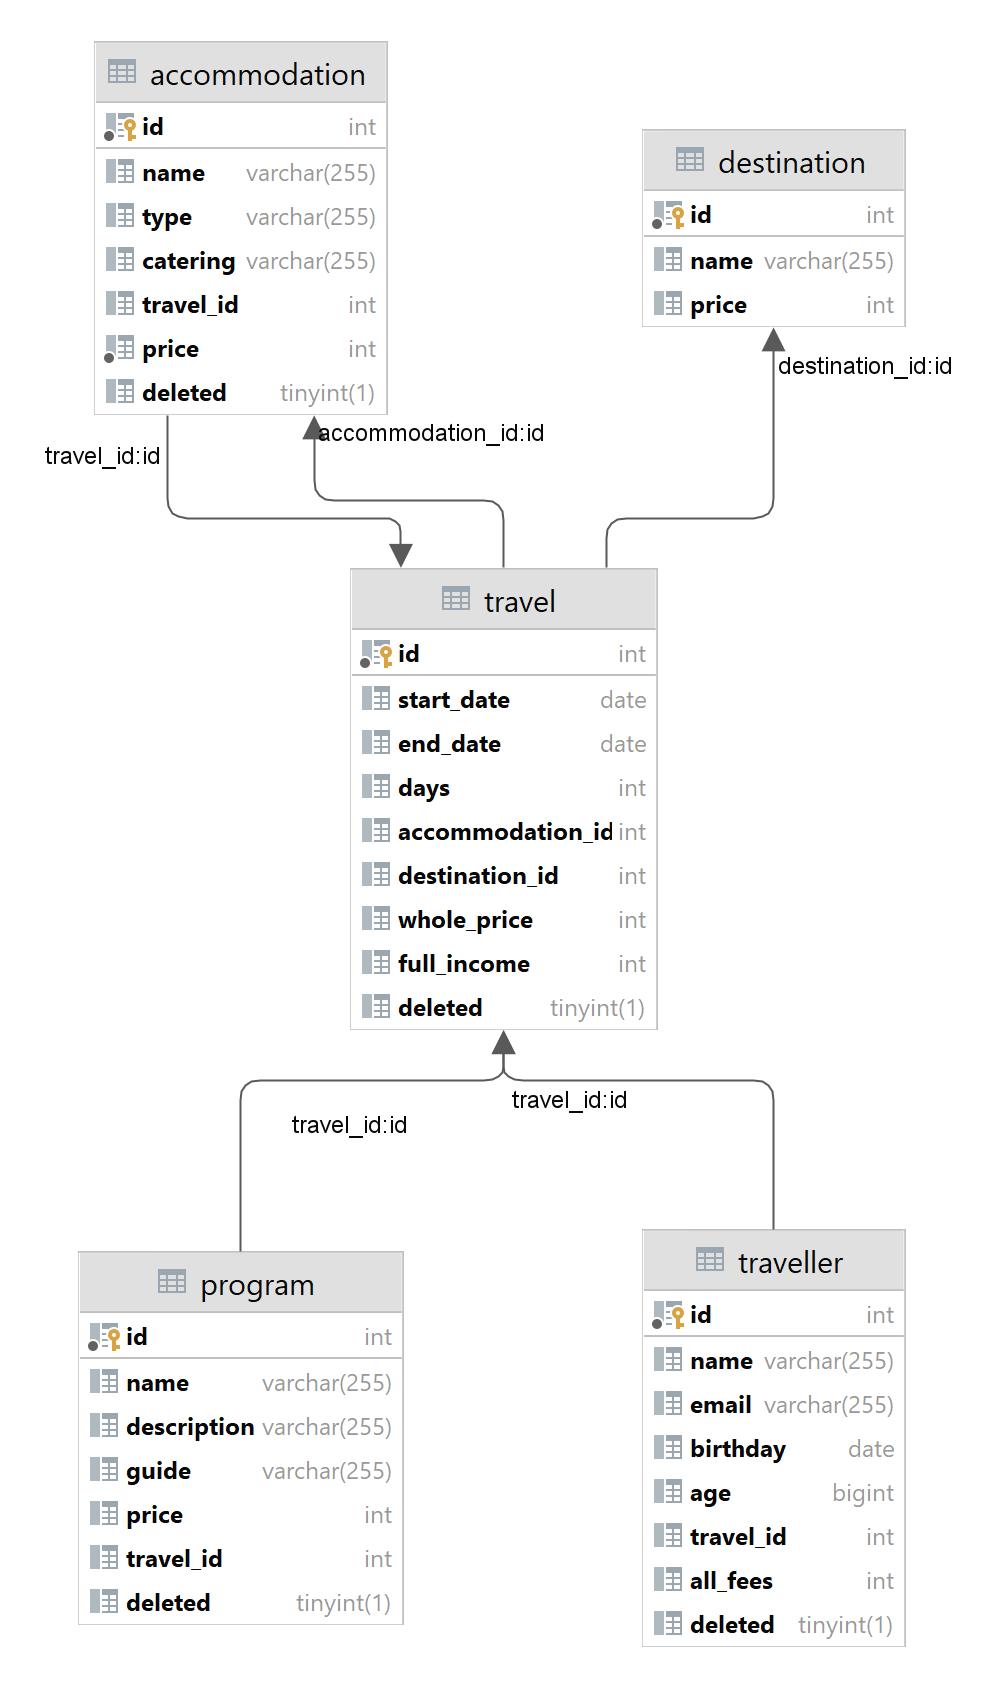 accommodation
id int
name varchar(255)
type varchar(255)
catering varchar(255)
travel_id int
price int
deleted tinyint(1)
destination
id int
name varchar(255)
price int
destination_id:id
accommodation_id:id
travel_id:id
travel
id int
start_date date
end_date date
days int
accommodation_id int
destination_id int
whole_price int
full_income int
deleted tinyint(1)
travel_id:id
travel_id:id
program
id int
name varchar(255)
description varchar(255)
guide varchar(255)
price int
travel_id int
deleted tinyint(1)
traveller
id int
name varchar(255)
email varchar(255)
birthday date
age bigint
travel_id int
all_fees int
deleted tinyint(1)